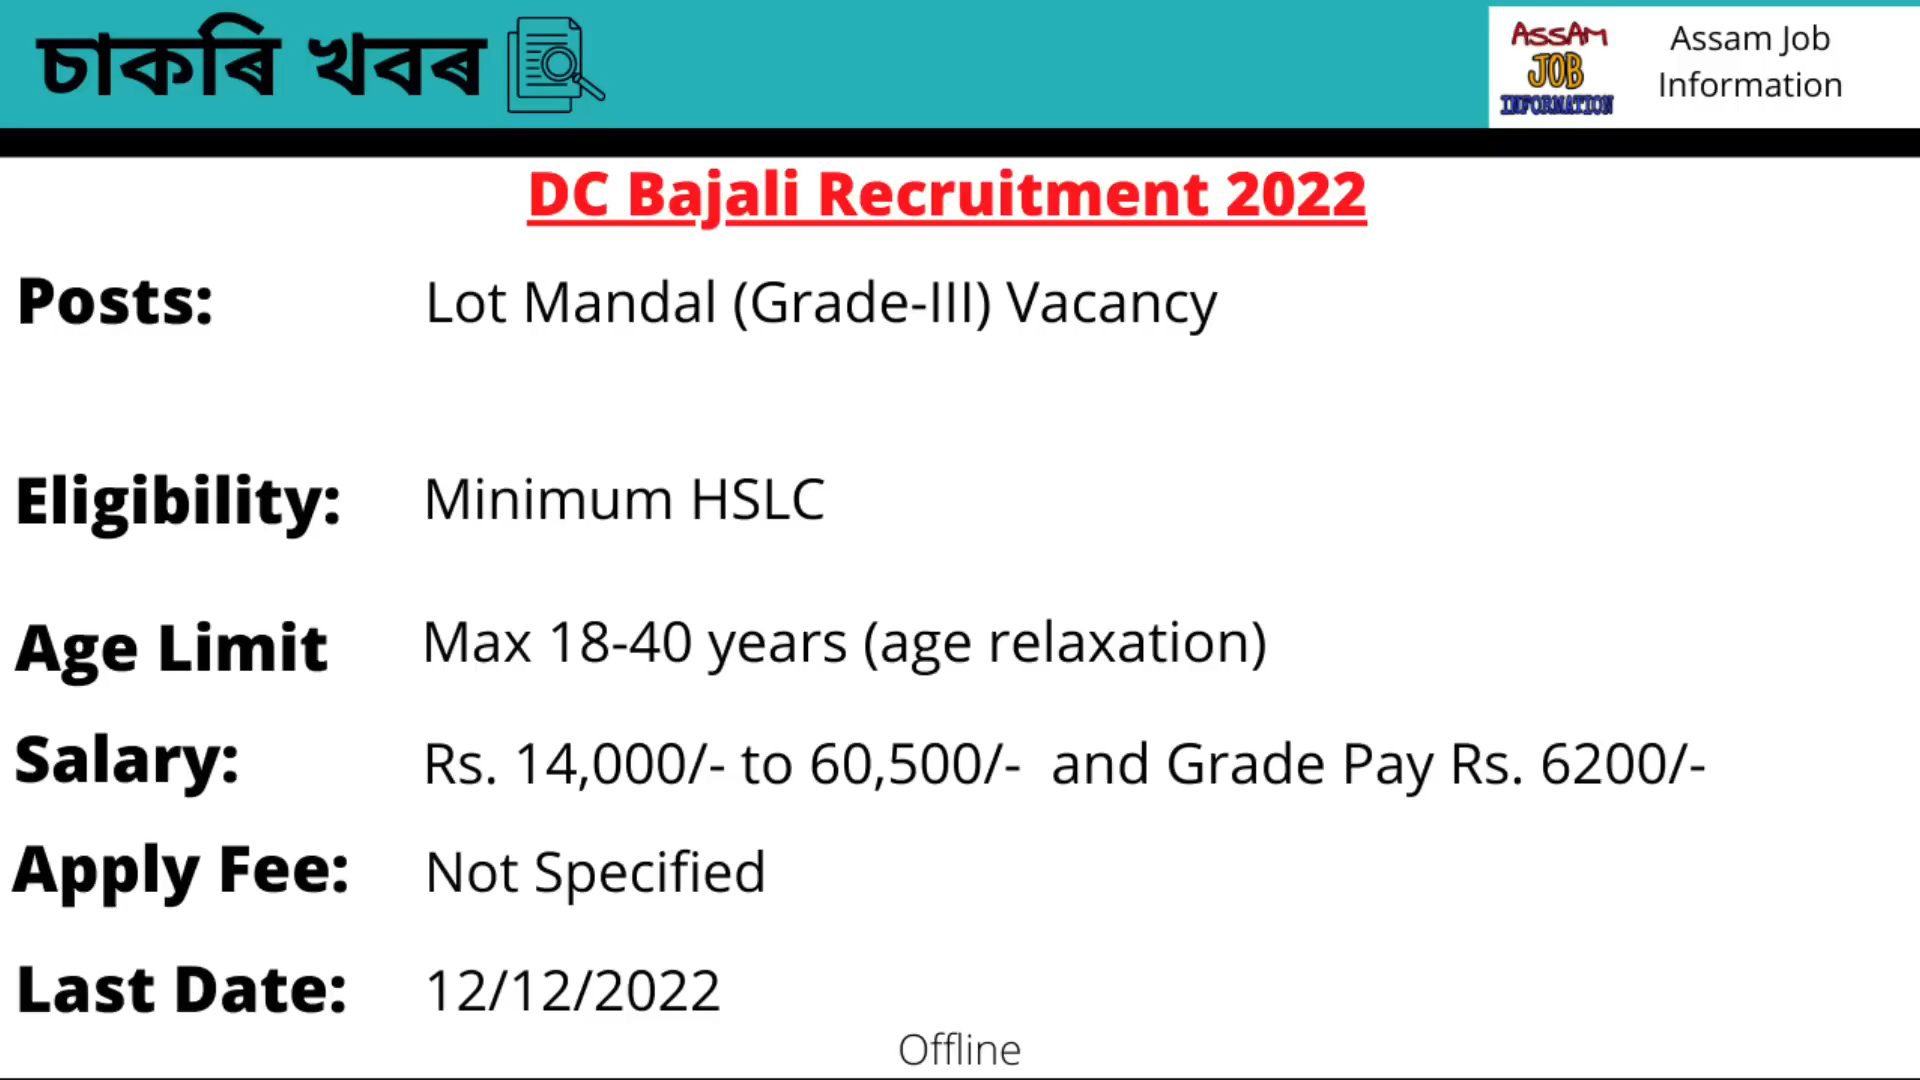 চাকৰি খবৰ
ASSAM
JOB
INFORMATION
Assam Job
Information
DC Bajali Recruitment 2022
Posts: Lot Mandal (Grade-III) Vacancy
Eligibility: Minimum HSLC
Age Limit Max 18-40 years (age relaxation)
Salary: Rs. 14,000/- to 60,500/- and Grade Pay Rs. 6200/-
Apply Fee: Not Specified
Last Date: 12/12/2022
Offline